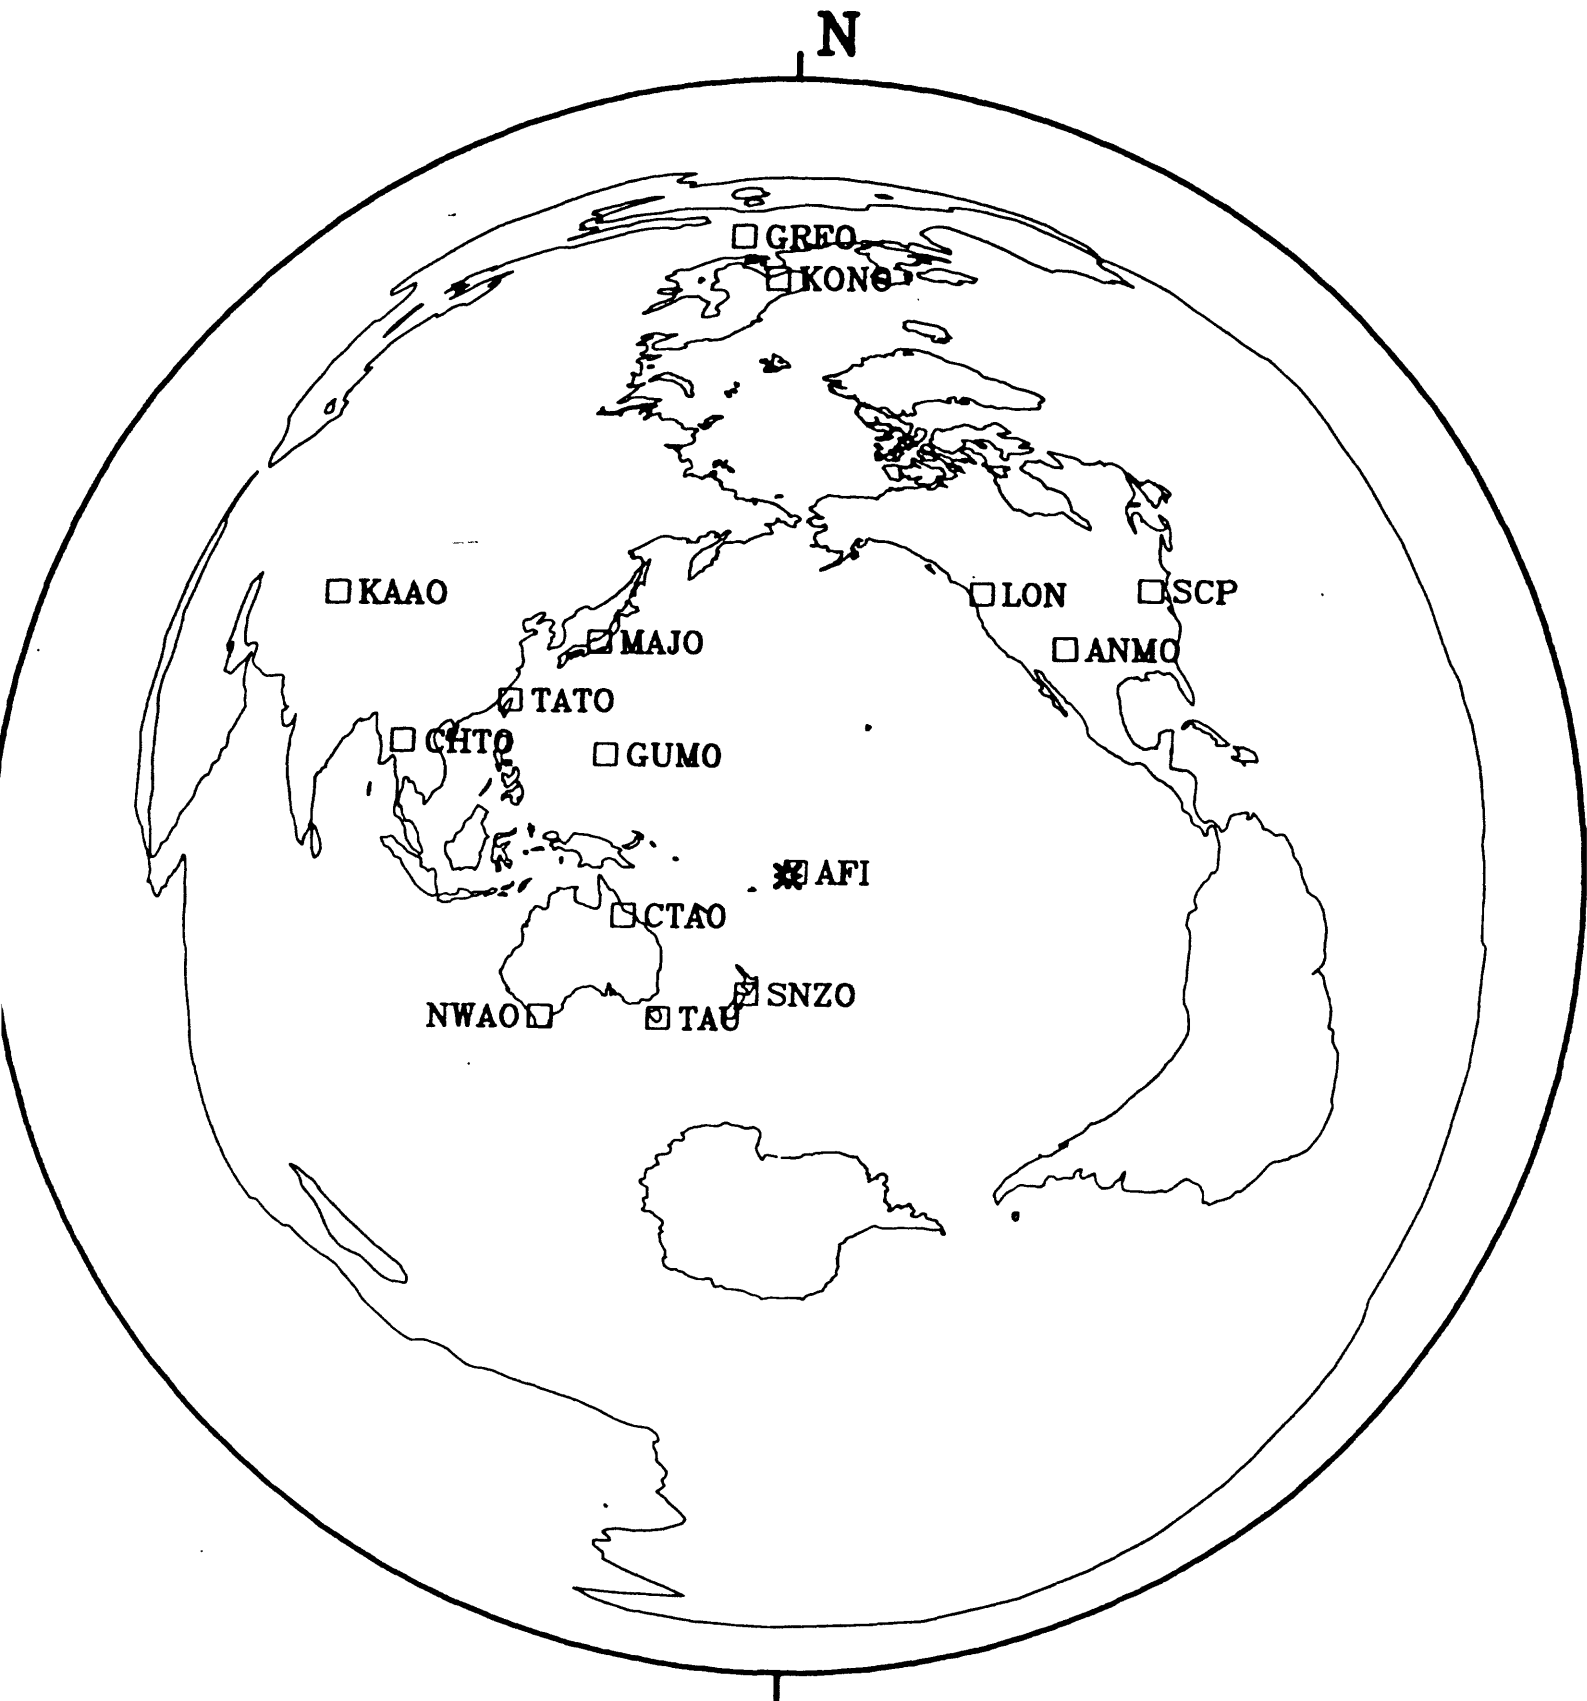 N
GRFO
KONO
KAAO
LON
SCP
MAJO
ANMO
TATO
CHTO
GUMO
AFI
CTAO
SNZO
NWAO
TAU